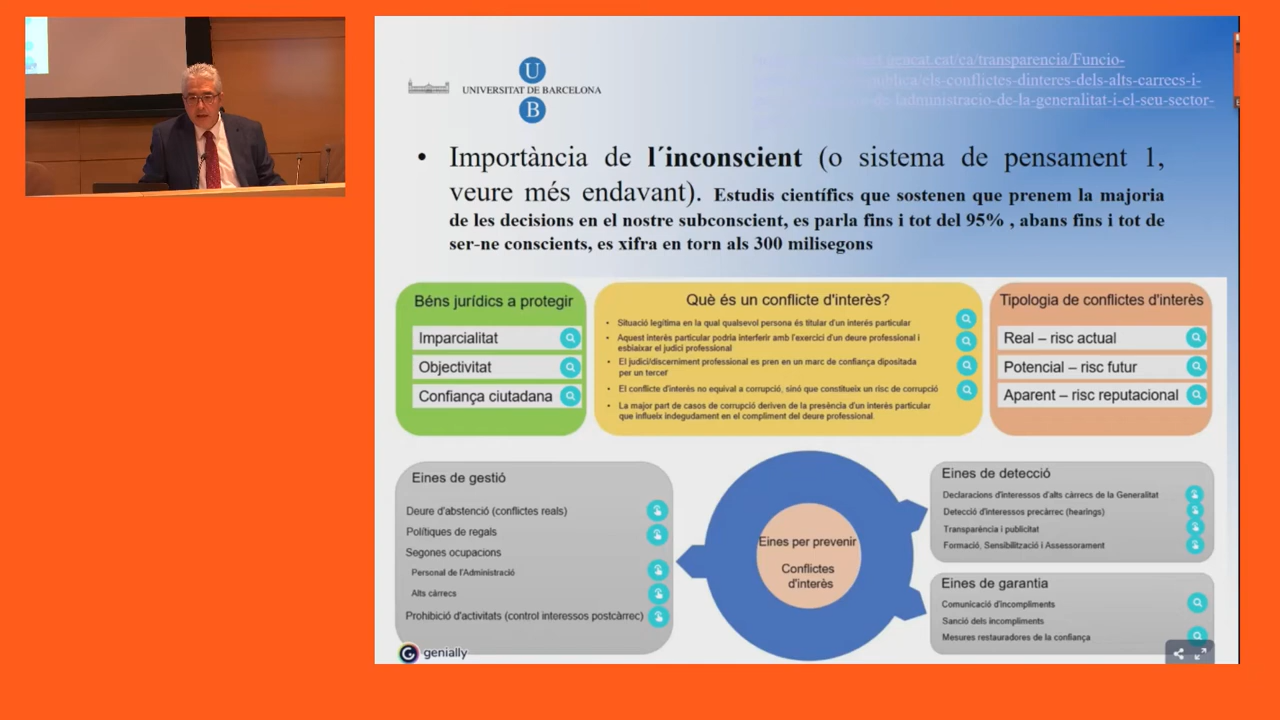 gencat.cat/ca/transparencia/Funcio-
UNIVERSITAT DE BARCELONA
U
B
els-conflictes-dinteres-dels-alts-carrecs-i-
ladministracio-de-la-generalitat-i-el-seu-sector-
• Importància de l´inconscient (o sistema de pensament 1,
veure més endavant). Estudis científics que sostenen que prenem la majoria
de les decisions en el nostre subconscient, es parla fins i tot del 95% , abans fins i tot de
ser-ne conscients, es xifra en torn als 300 milisegons
Béns jurídics a protegir
Imparcialitat
Objectivitat
Confiança ciutadana
Què és un conflicte d'interès?
• Situació legítima en la qual qualsevol persona és titular d'un interés particular
• Aquest interés particular podria interferir amb l'exercici d'un deure professional i
esbiaixar el judici professional
• El judici/discerniment professional es pren en un marc de confiança dipositada
per un tercer
• El conflicte d'interès no equival a corrupció, sinó que constitueix un risc de corrupció
• La major part de casos de corrupció deriven de la presència d'un interés particular
que influeix indegudament en el compliment del deure professional.
Tipologia de conflictes d'interès
Real – risc actual
Potencial – risc futur
Aparent – risc reputacional
Eines de gestió
Deure d'abstenció (conflictes reals)
Polítiques de regals
Segones ocupacions
Personal de l'Administració
Alts càrrecs
Prohibició d'activitats (control interessos postcàrrec)
Eines per prevenir
Conflictes
d'interès
Eines de detecció
Declaracions d'interessos d'alts càrrecs de la Generalitat
Detecció d'interessos precàrrec (hearings)
Transparència i publicitat
Formació, Sensibilització i Assessorament
Eines de garantia
Comunicació d'incompliments
Sanció dels incompliments
Mesures restauradores de la confiança
genially